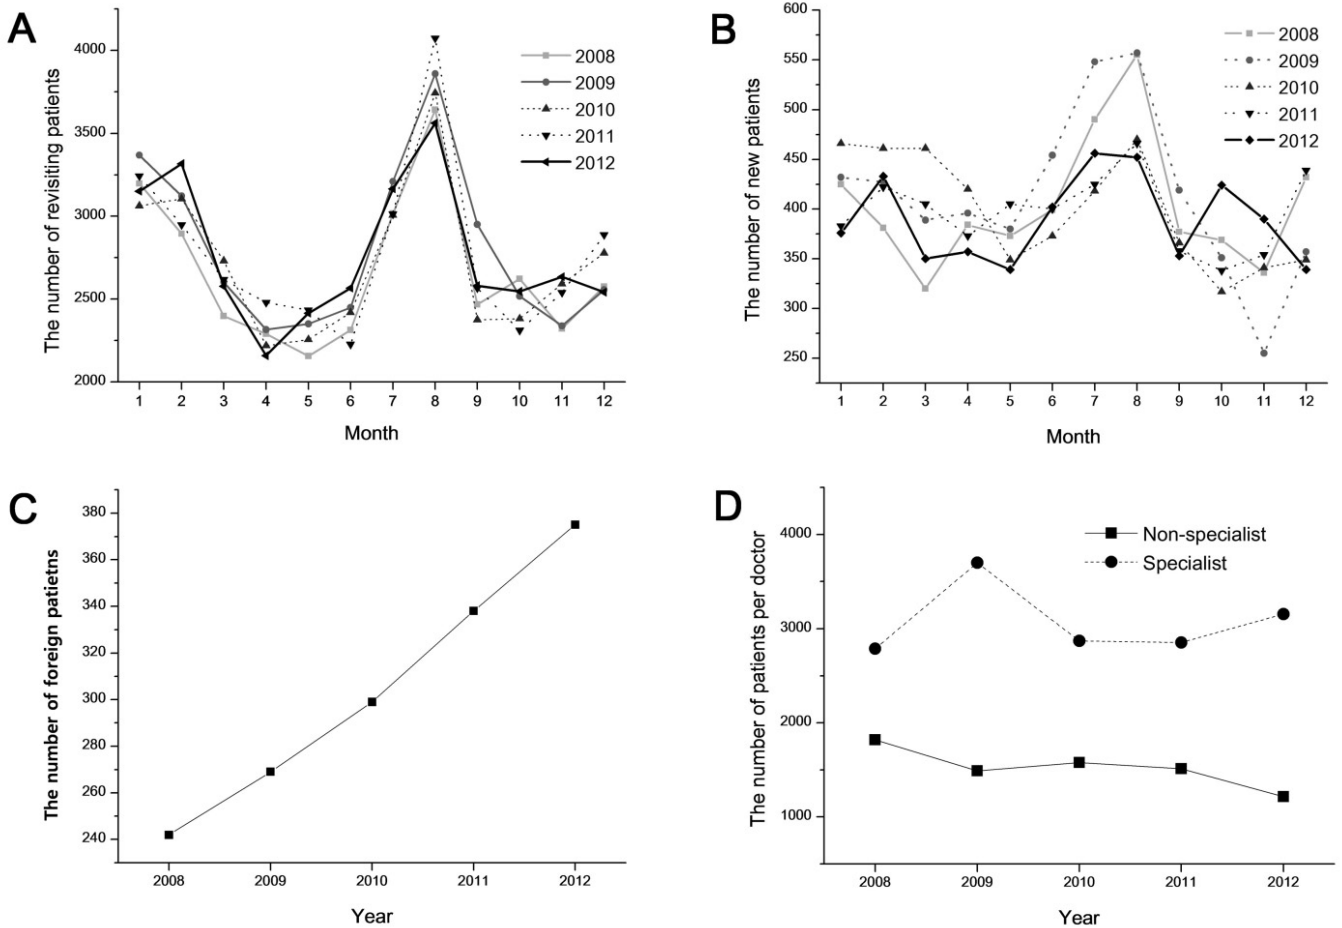 A
The number of revisiting patients
4000
3500
3000
2500
2000
2008
2009
2010
2011
2012
1 2 3 4 5 6 7 8 9 10 11 12
Month
B
The number of new patients
600
550
500
450
400
350
300
250
2008
2009
2010
2011
2012
1 2 3 4 5 6 7 8 9 10 11 12
Month
C
The number of foreign patietns
380
360
340
320
300
280
260
240
2008 2009 2010 2011 2012
Year
D
The number of patients per doctor
4000
3000
2000
1000
Non-specialist
Specialist
2008 2009 2010 2011 2012
Year